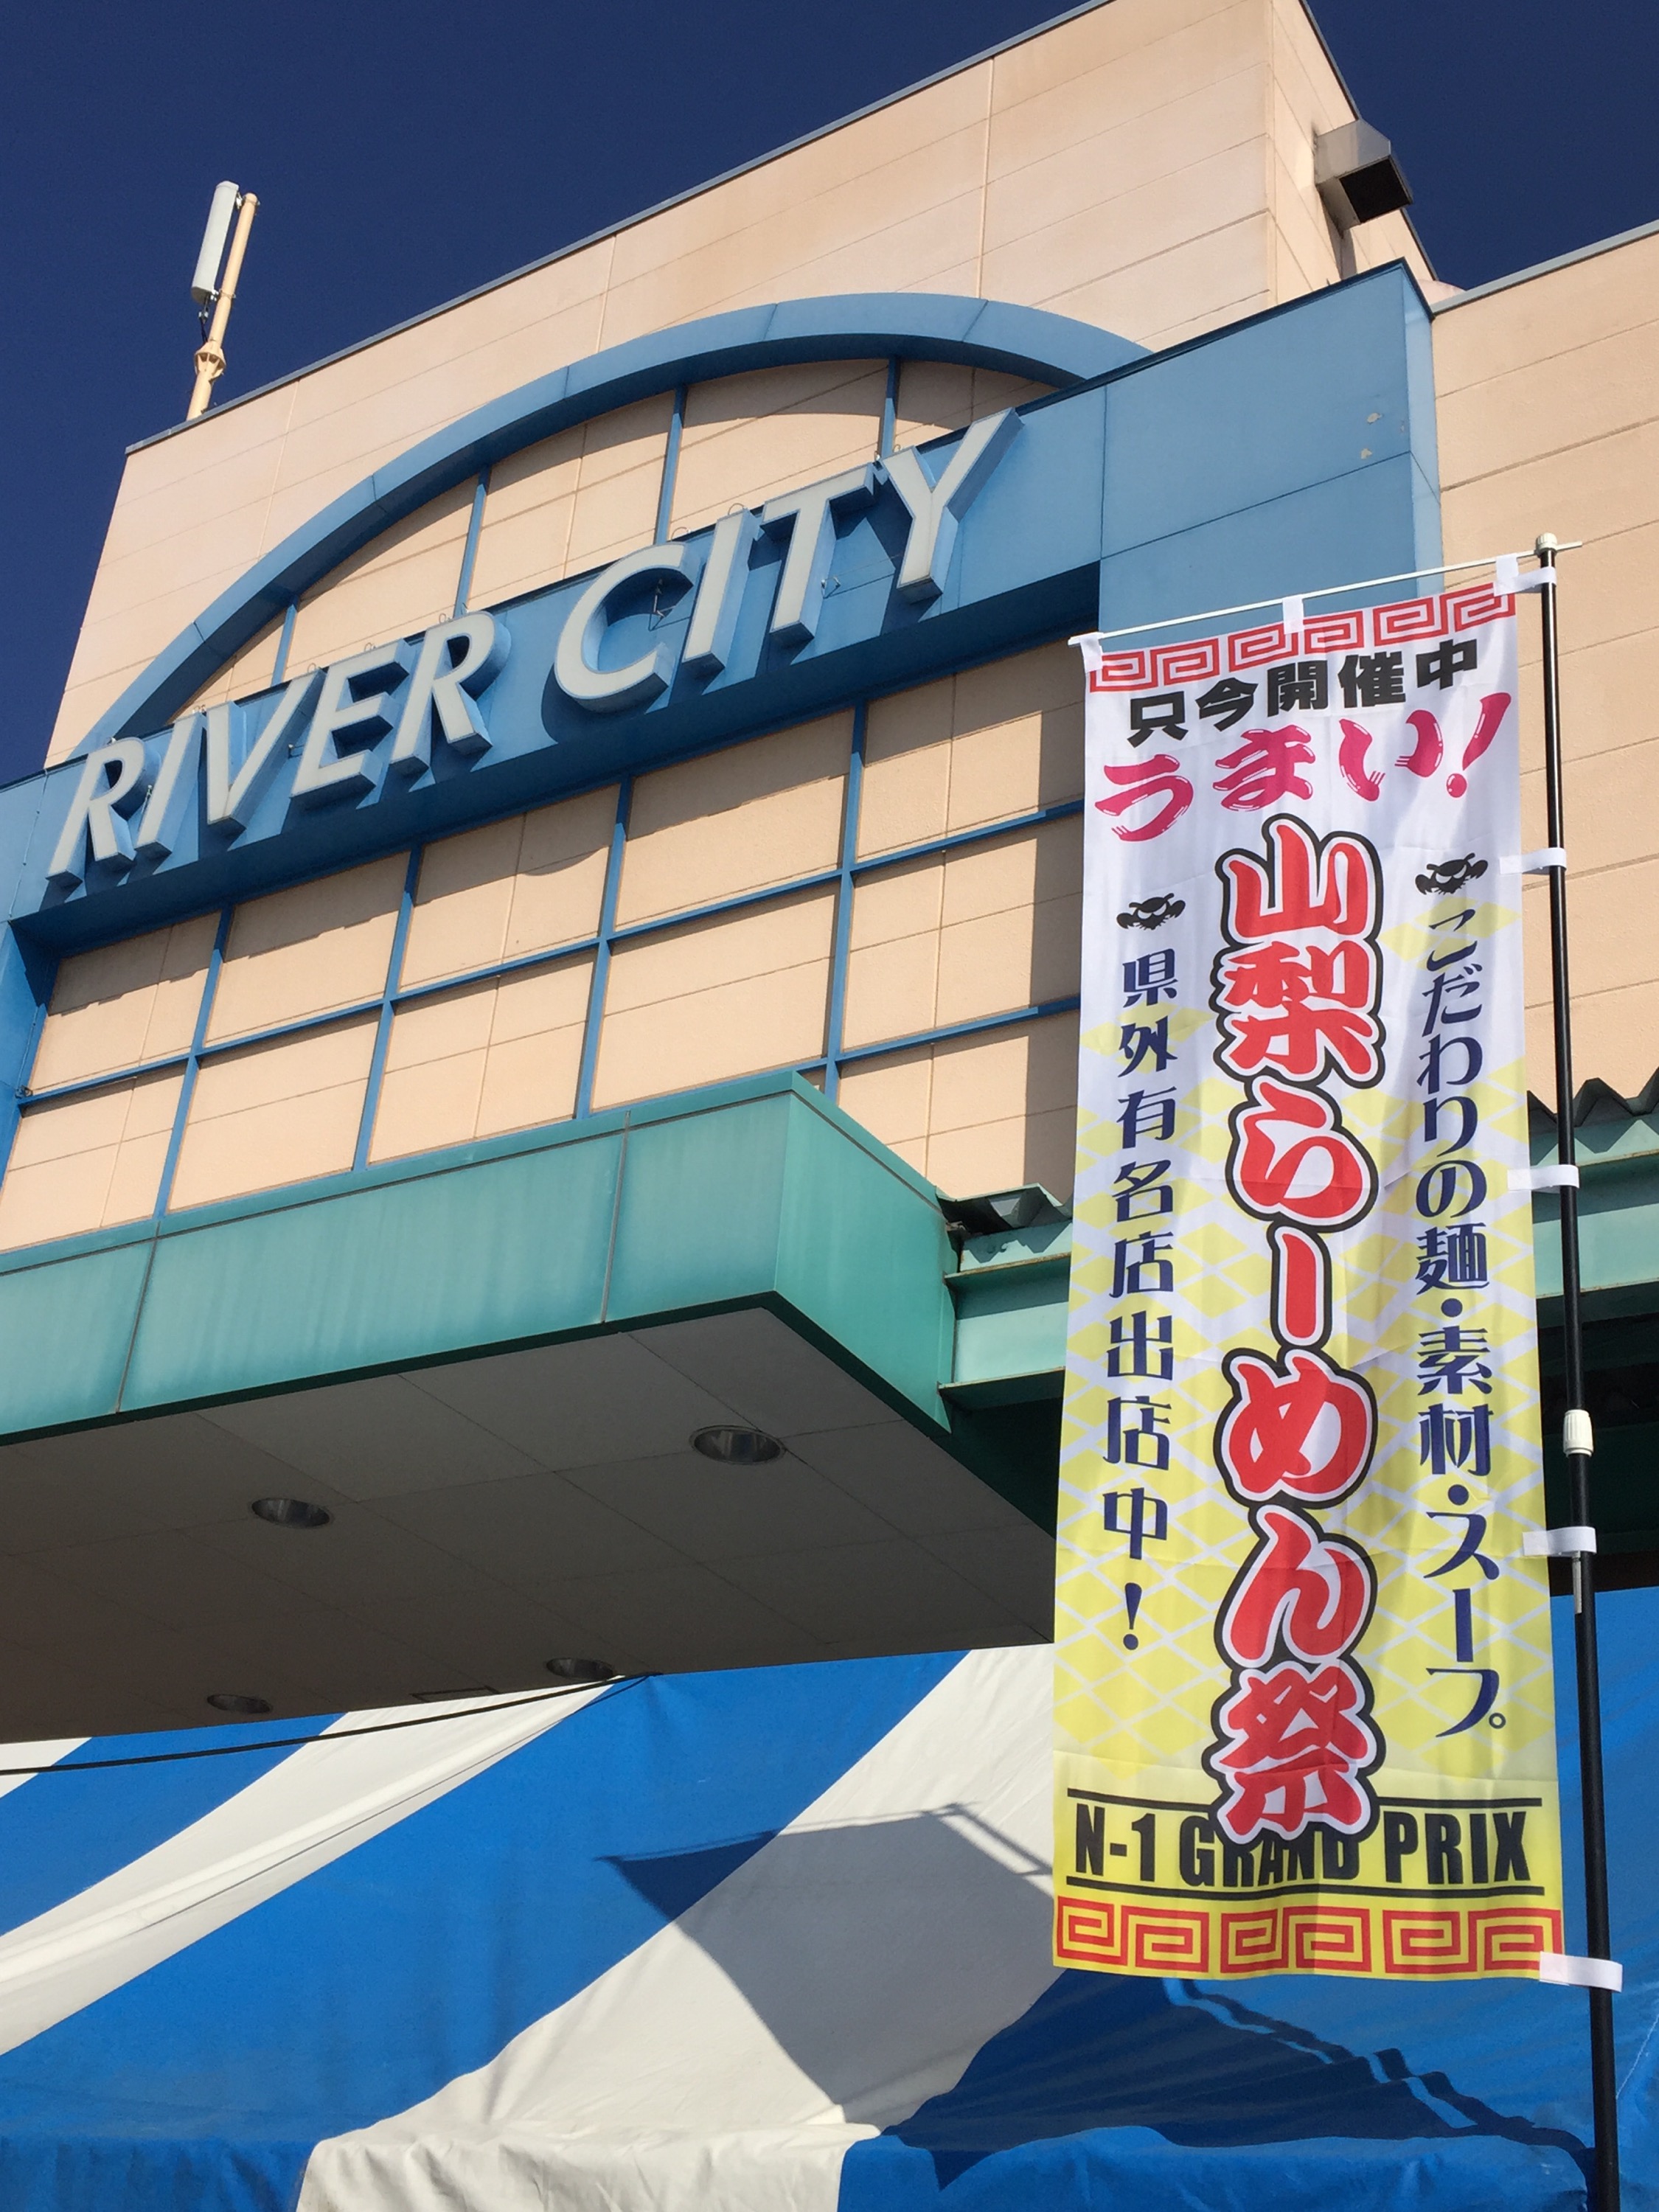 RIVER CITY
只今開催中
うまい!
こだわりの麺・素材・スープ。
山梨らーめん祭
県外有名店出店中!
N-1 GRAND PRIX